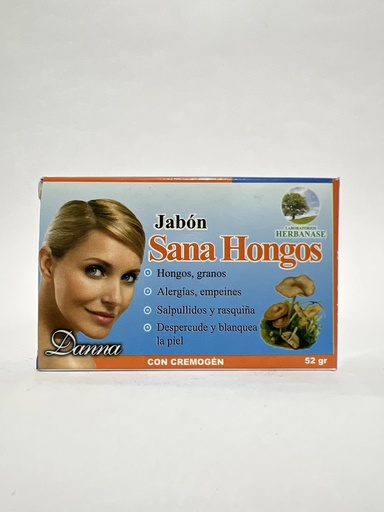 Jabón
LABORATORIOS
HERBANASE
Sana Hongos
Hongos, granos
Alergías, empeines
Salpullidos y rasquiña
Despercude y blanquea
la piel
Danna
CON CREMOGÉN
52 gr